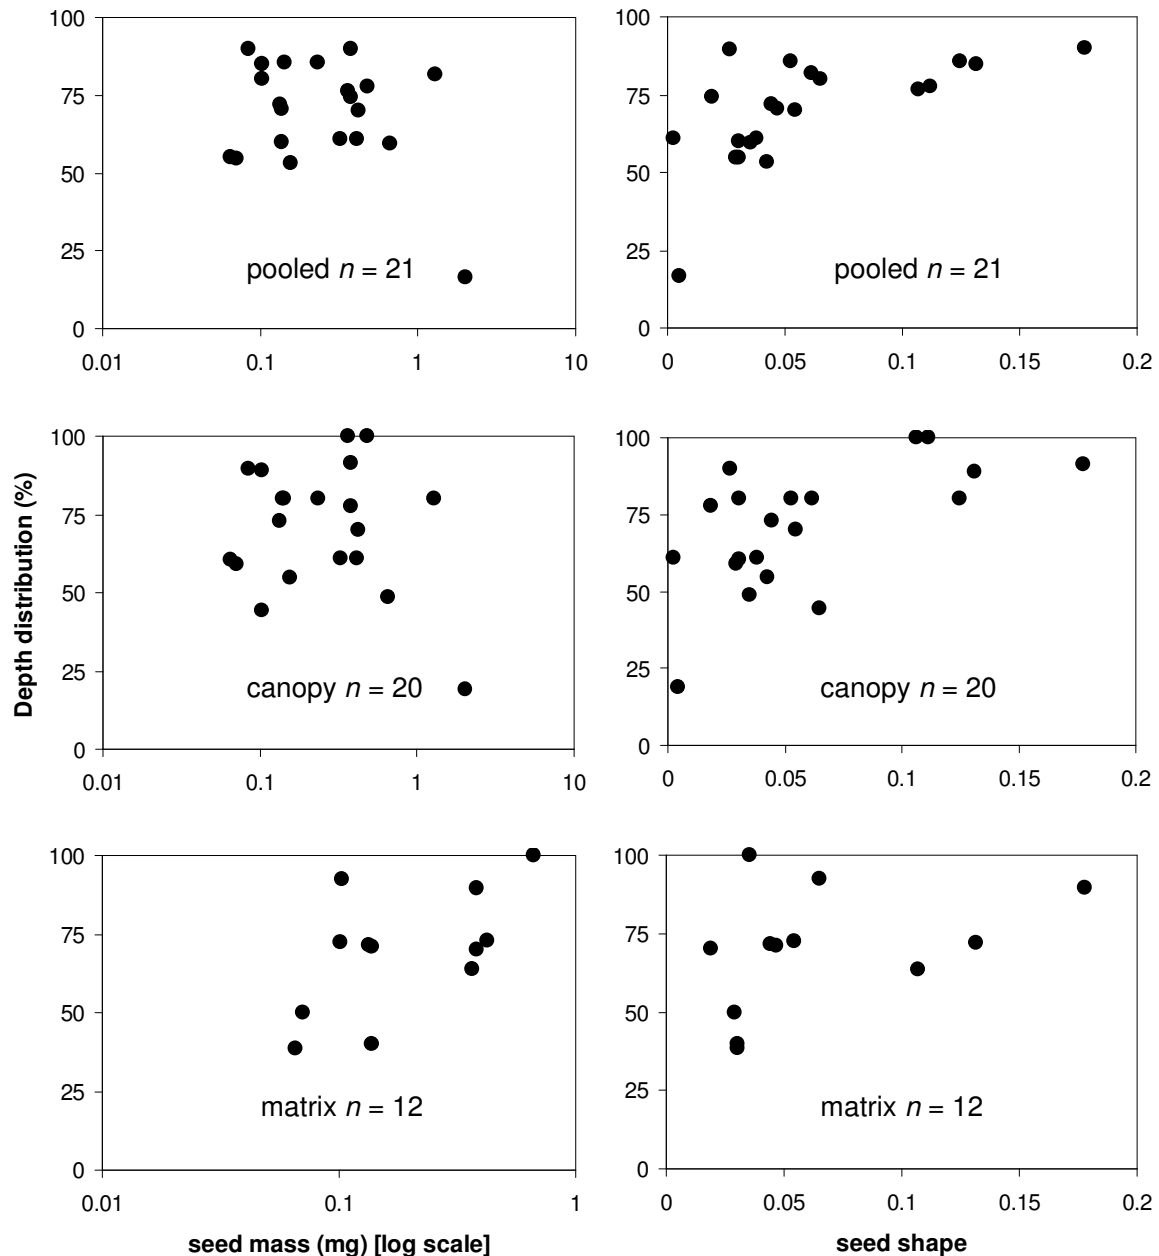 100
75
50
25
0
pooled n = 21
0.01 0.1 1 10
100
75
50
25
0
pooled n = 21
0 0.05 0.1 0.15 0.2
Depth distribution (%)
100
75
50
25
0
canopy n = 20
0.01 0.1 1 10
100
75
50
25
0
canopy n = 20
0 0.05 0.1 0.15 0.2
100
75
50
25
0
matrix n = 12
0.01 0.1 1
seed mass (mg) [log scale]
100
75
50
25
0
matrix n = 12
0 0.05 0.1 0.15 0.2
seed shape